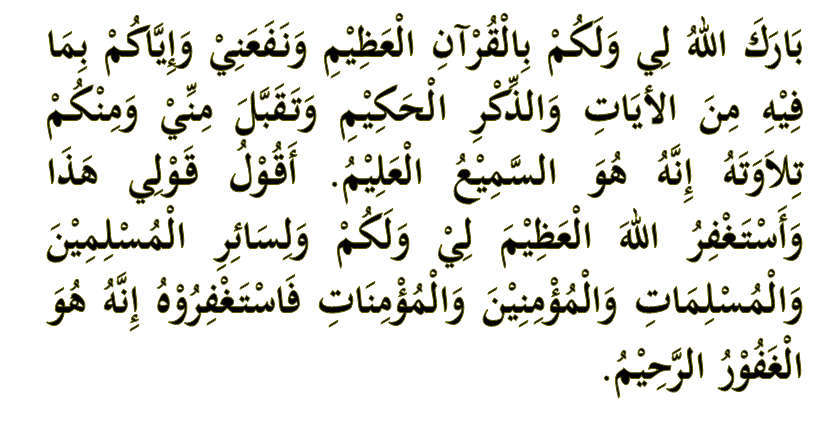 بَارَكَ اللهُ لِي وَلَكُمْ بِالْقُرْآنِ الْعَظِيْمِ وَنَفَعَنِيْ وَإِيَّاكُمْ بِمَا
فِيْهِ مِنَ الأيَاتِ وَالذِّكْرِ الْحَكِيْمِ وَتَقَبَّلَ مِنِّيْ وَمِنْكُمْ
تِلاَوَتَهُ إِنَّهُ هُوَ السَّمِيْعُ الْعَلِيْمُ. أَقُوْلُ قَوْلِي هَذَا
وَأَسْتَغْفِرُ اللهَ الْعَظِيْمَ لِيْ وَلَكُمْ وَلِسَائِرِ الْمُسْلِمِيْنَ
وَالْمُسْلِمَاتِ وَالْمُؤْمِنِيْنَ وَالْمُؤْمِنَاتِ فَاسْتَغْفِرُوْهُ إِنَّهُ هُوَ
الْغَفُوْرُ الرَّحِيْمُ.